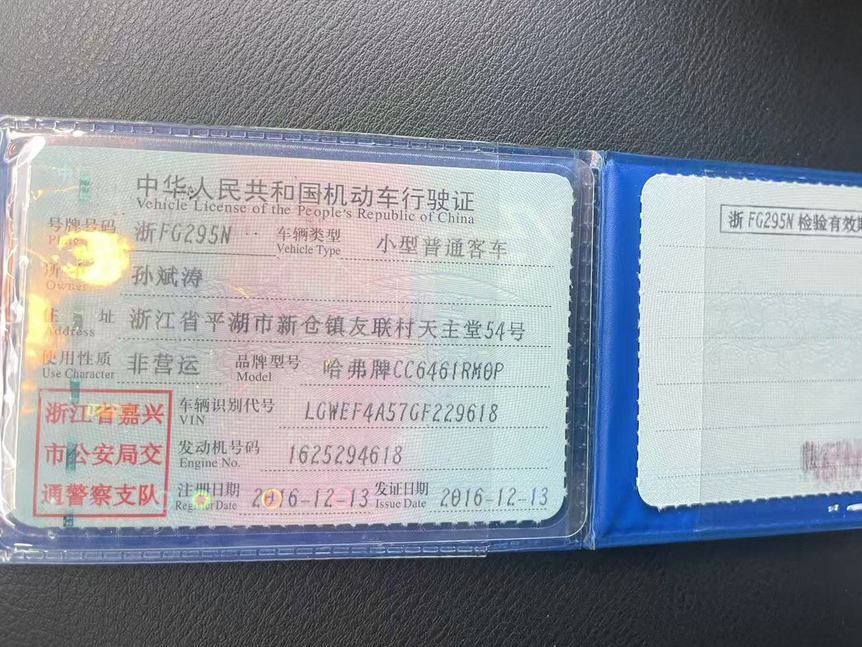 中华人民共和国机动车行驶证
Vehicle License of the People's Republic of China
号牌号码 浙FG295N 车辆类型 小型普通客车
Vehicle Type
孙斌涛
Owner
住 址 浙江省平湖市新仓镇友联村天主堂54号
Address
使用性质 非营运 品牌型号 哈弗牌CC6461RM0P
Use Character Model
浙江省嘉兴
市公安局交
通警察支队
车辆识别代号 LGWEF4A57GF229618
VIN
发动机号码 1625294618
Engine No.
注册日期 2016-12-13 发证日期 2016-12-13
Register Date Issue Date
浙FG295N 检验有效